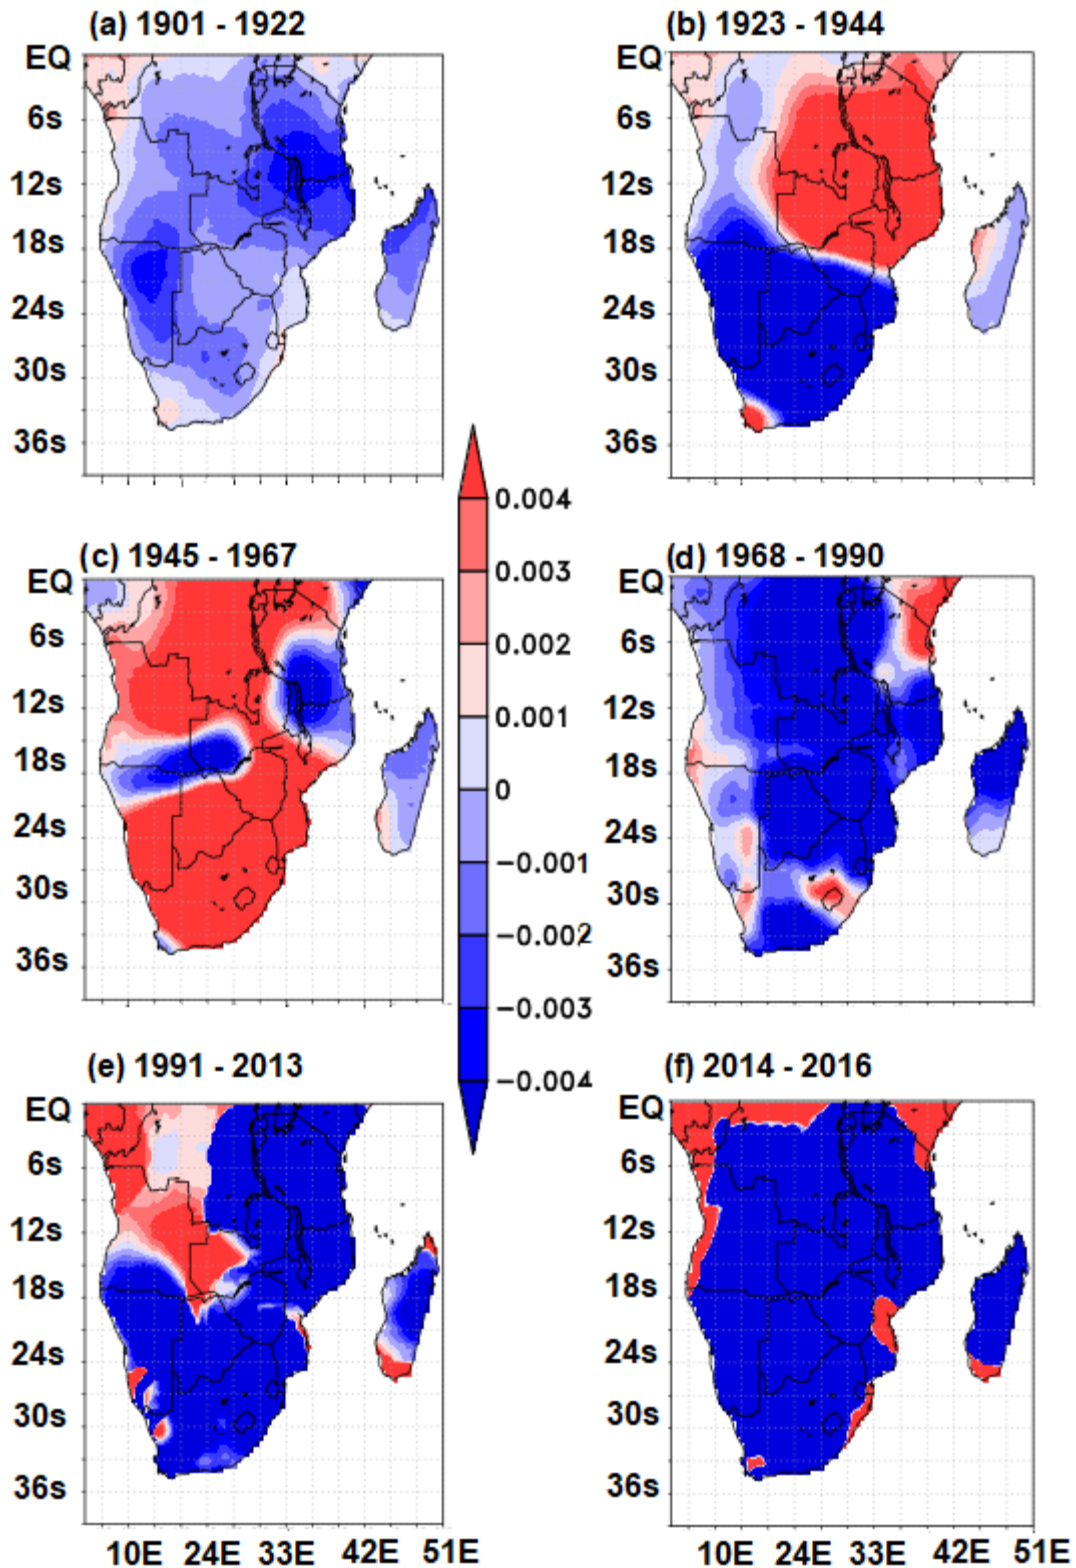 (a) 1901 - 1922
EQ
6s
12s
18s
24s
30s
36s
(b) 1923 - 1944
EQ
6s
12s
18s
24s
30s
36s
0.004
0.003
0.002
0.001
0
-0.001
-0.002
-0.003
-0.004
(c) 1945 - 1967
EQ
6s
12s
18s
24s
30s
36s
(d) 1968 - 1990
EQ
6s
12s
18s
24s
30s
36s
(e) 1991 - 2013
EQ
6s
12s
18s
24s
30s
36s
10E 24E 33E 42E 51E
(f) 2014 - 2016
EQ
6s
12s
18s
24s
30s
36s
10E 24E 33E 42E 51E